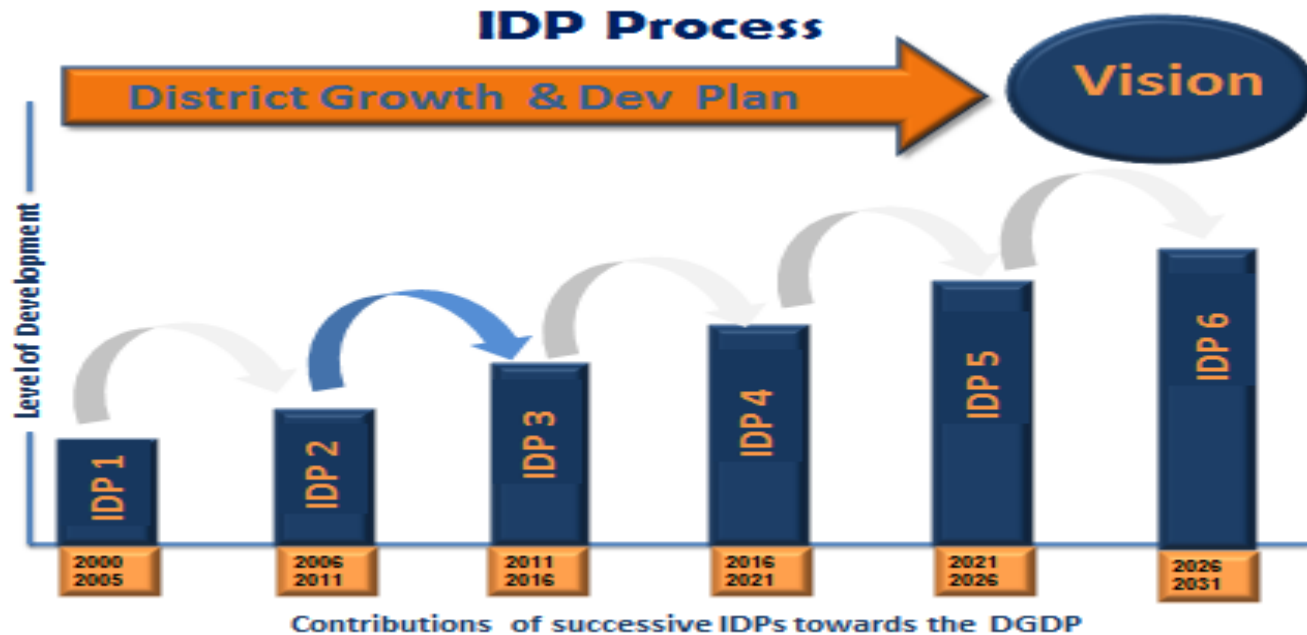 IDP Process
District Growth & Dev Plan
Vision
Level of Development
IDP 1
IDP 2
IDP 3
IDP 4
IDP 5
IDP 6
2000
2005
2006
2011
2011
2016
2016
2021
2021
2026
2026
2031
Contributions of successive IDPs towards the DGDP